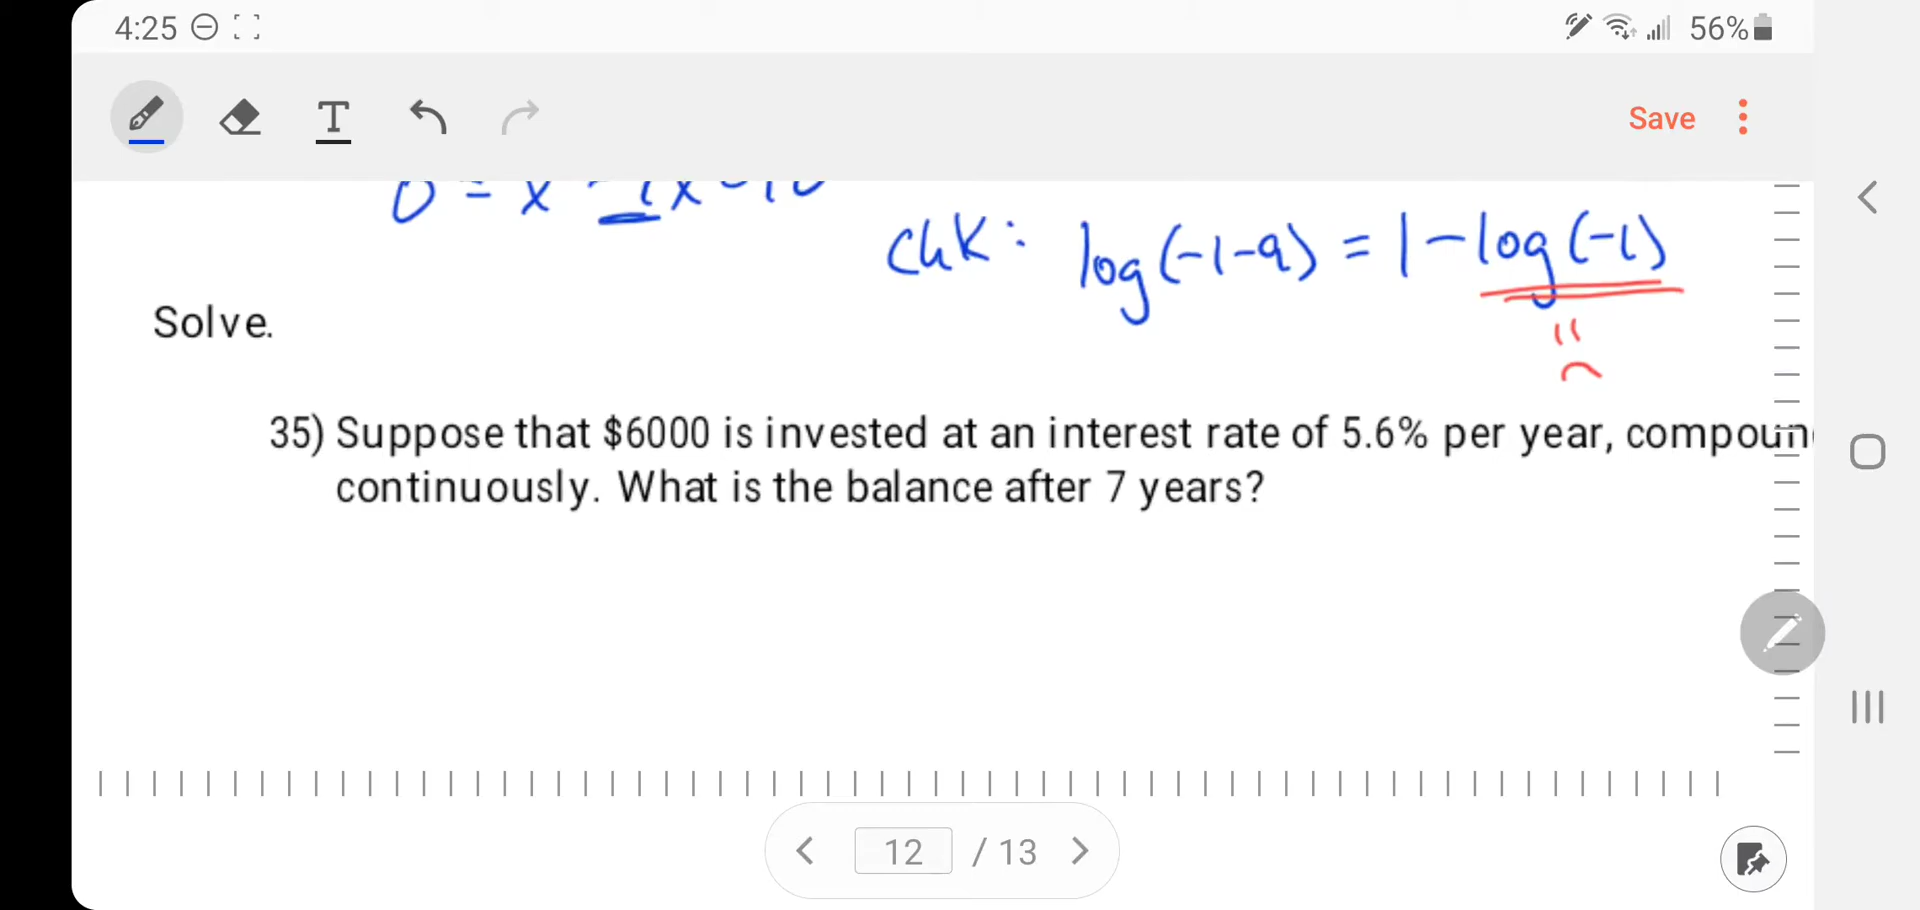 4:25 56%
T Save
0 = x
Chk: log(-1-9) = 1-log(-1)
Solve.
35) Suppose that $6000 is invested at an interest rate of 5.6% per year,
continuously. What is the balance after 7 years?
12 / 13